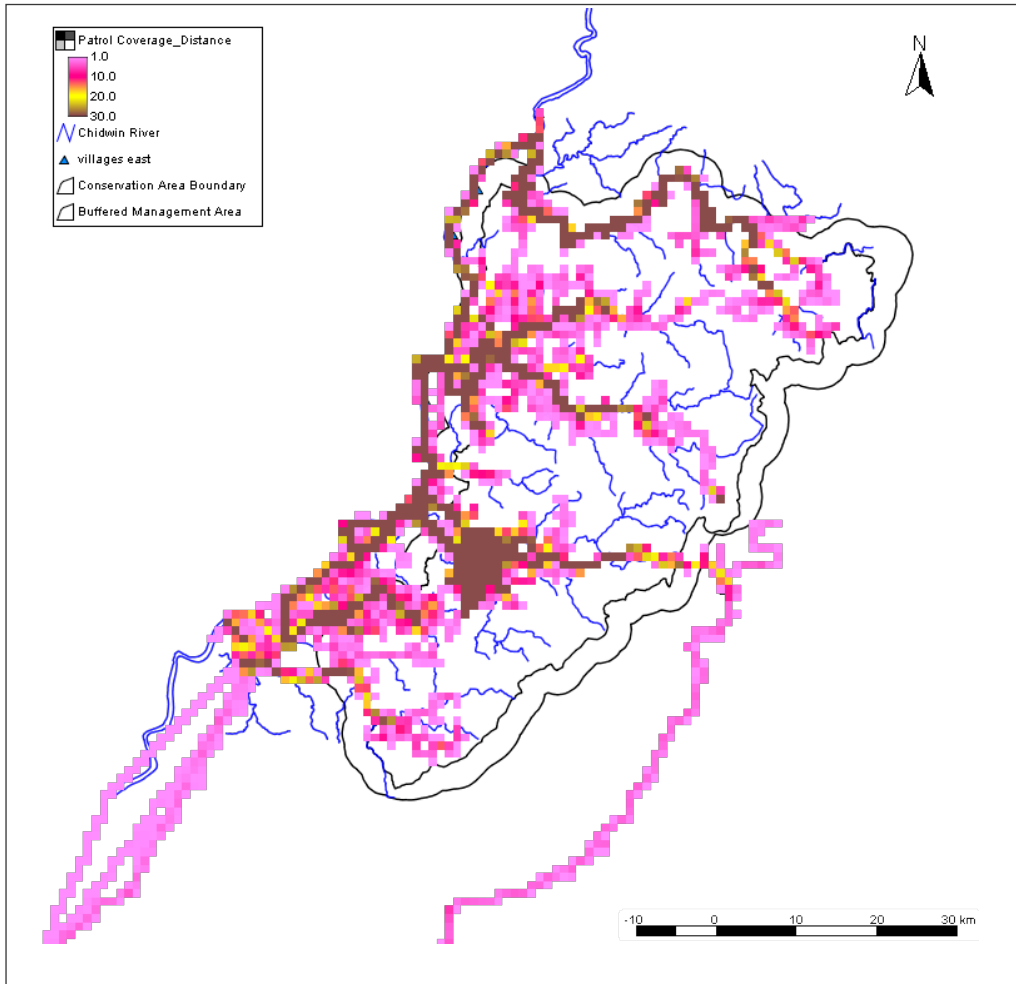 Patrol Coverage_Distance
1.0
10.0
20.0
30.0
Chidwin River
villages east
Conservation Area Boundary
Buffered Management Area
N
-10 0 10 20 30 km